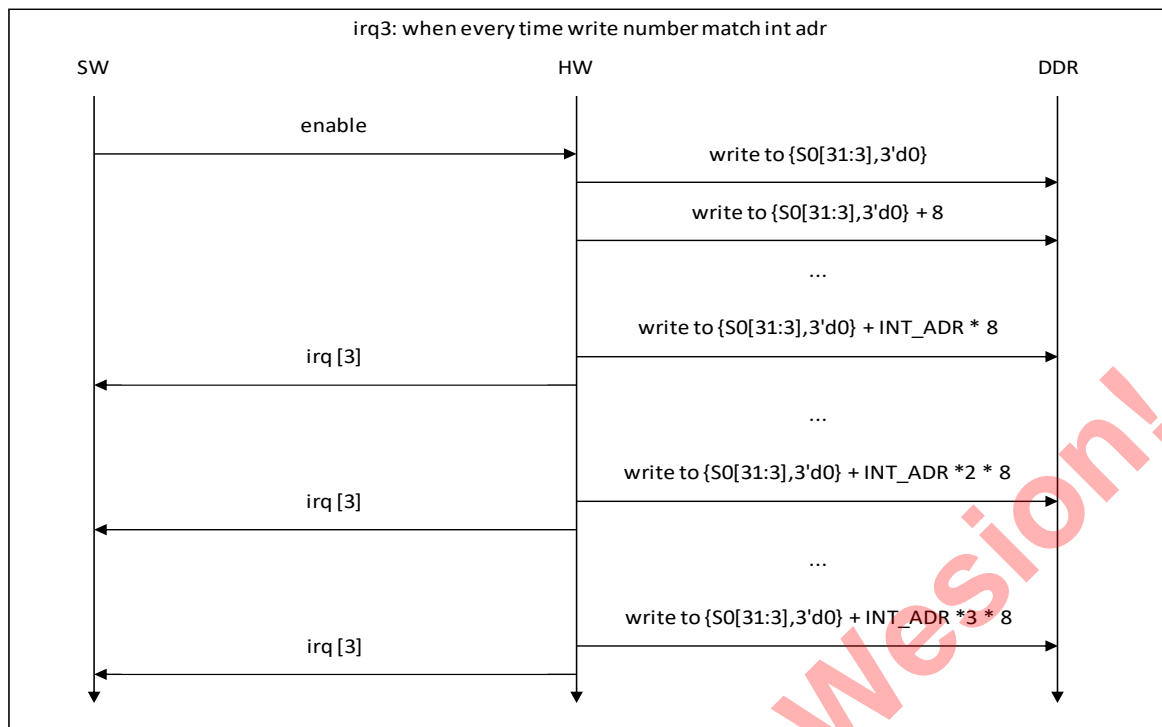 irq3: when every time write number match int adr
SW HW DDR
enable
write to {S0[31:3],3'd0}
write to {S0[31:3],3'd0} + 8
...
write to {S0[31:3],3'd0} + INT_ADR * 8
irq [3]
...
write to {S0[31:3],3'd0} + INT_ADR *2 * 8
irq [3]
...
write to {S0[31:3],3'd0} + INT_ADR *3 * 8
irq [3]
Wesion!